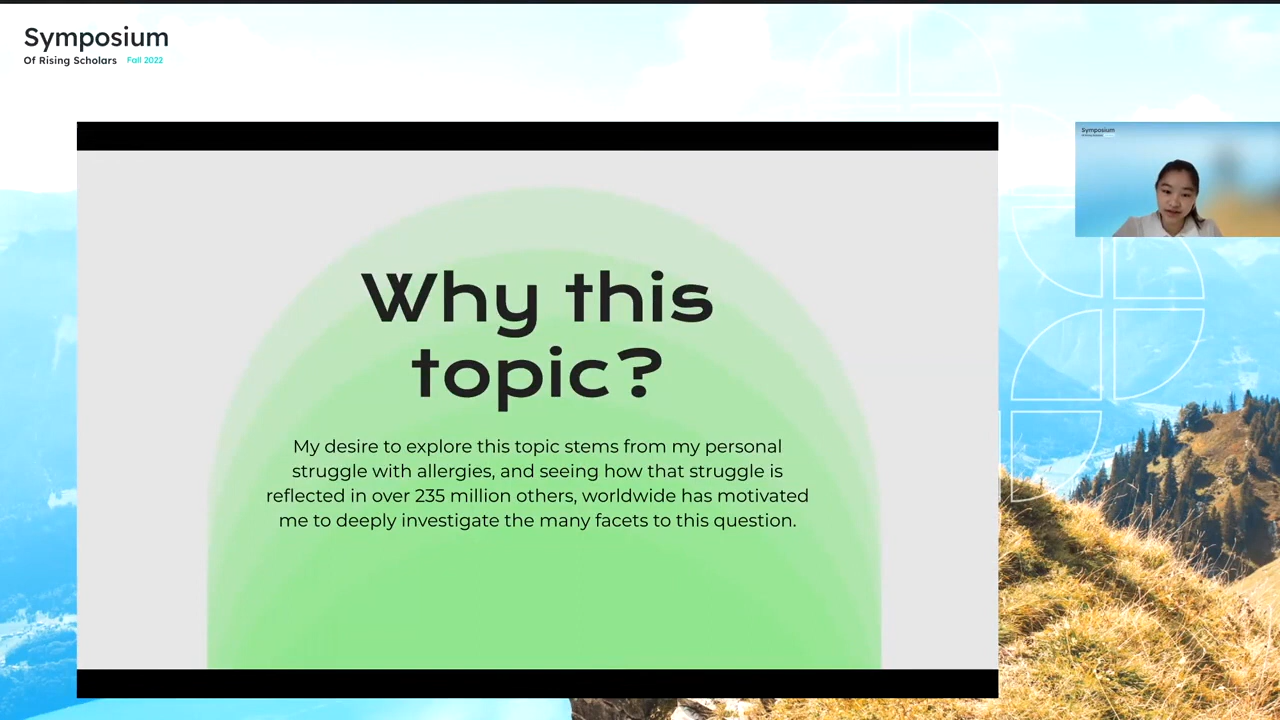 Symposium
Of Rising Scholars Fall 2022
Symposium
Why this
topic?
My desire to explore this topic stems from my personal
struggle with allergies, and seeing how that struggle is
reflected in over 235 million others, worldwide has motivated
me to deeply investigate the many facets to this question.